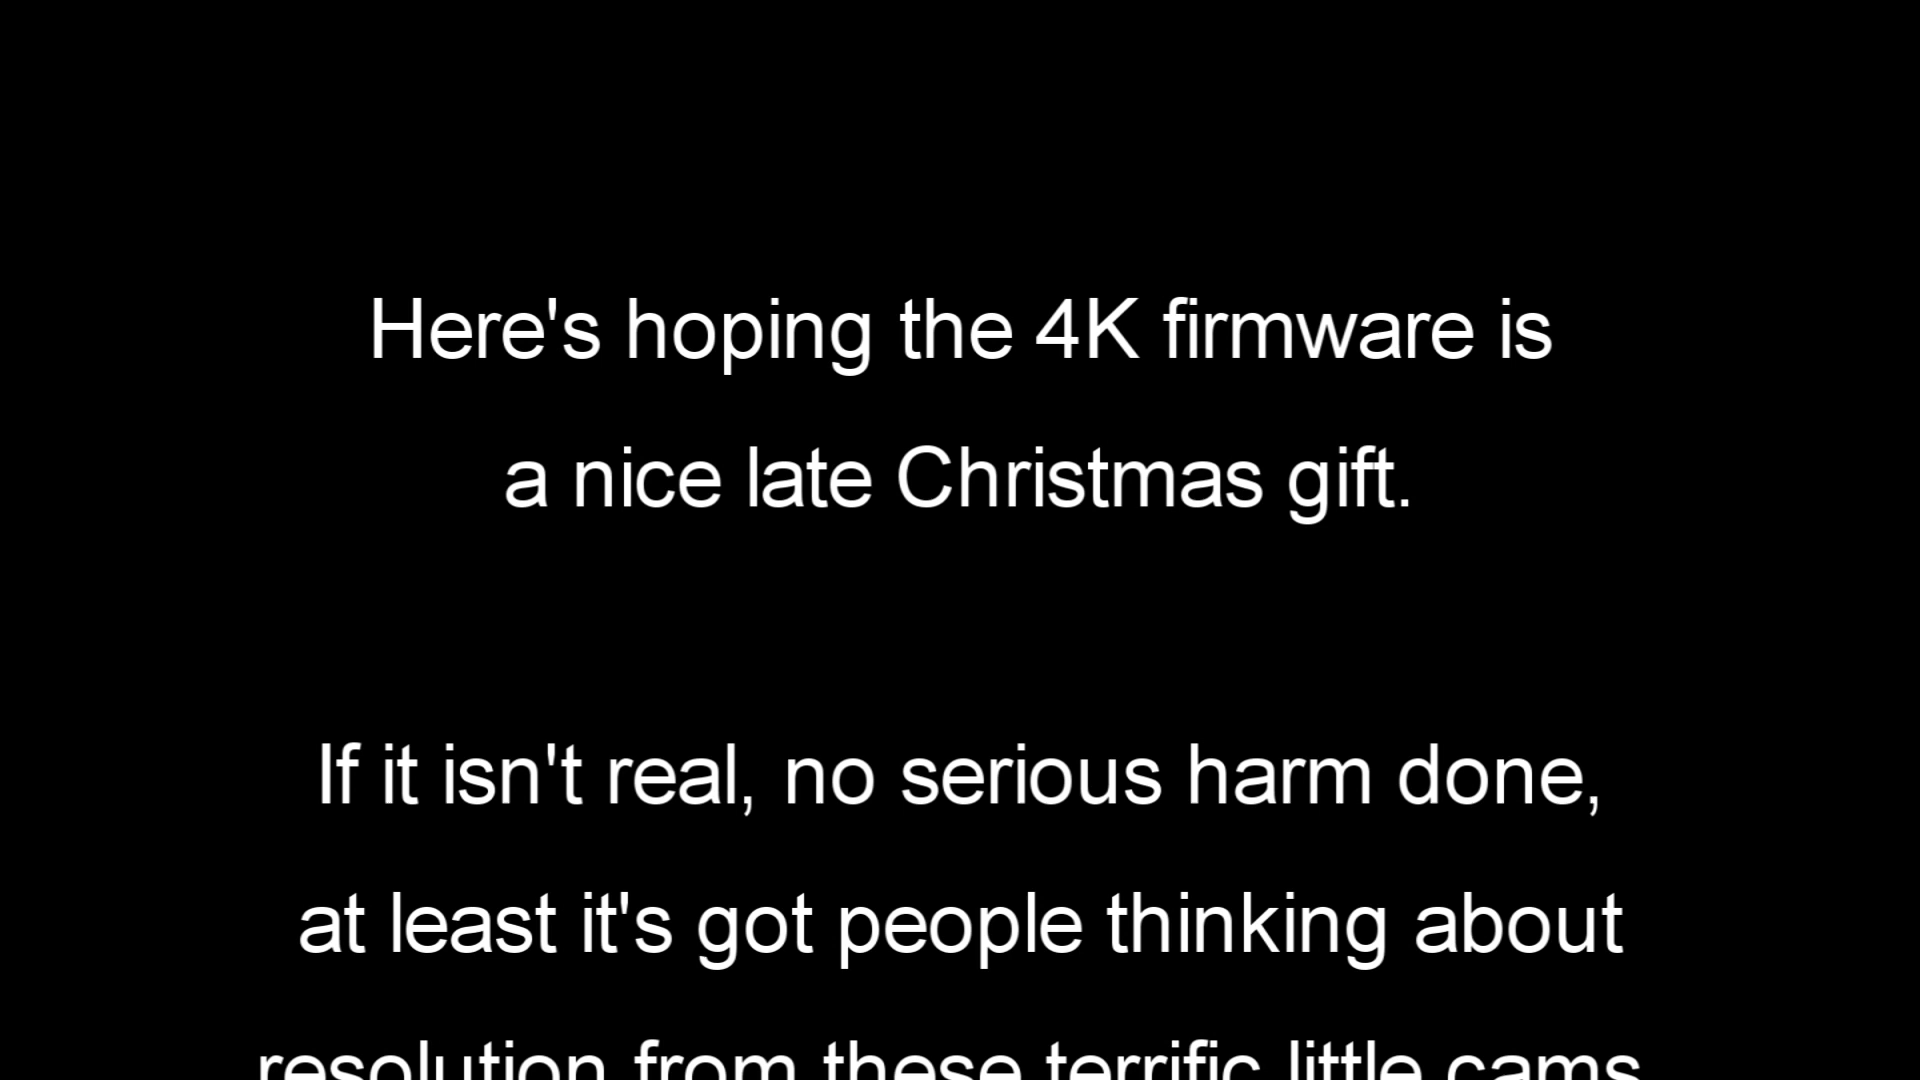 Here's hoping the 4K firmware is
a nice late Christmas gift.
If it isn't real, no serious harm done,
at least it's got people thinking about
resolution from these terrific little cams